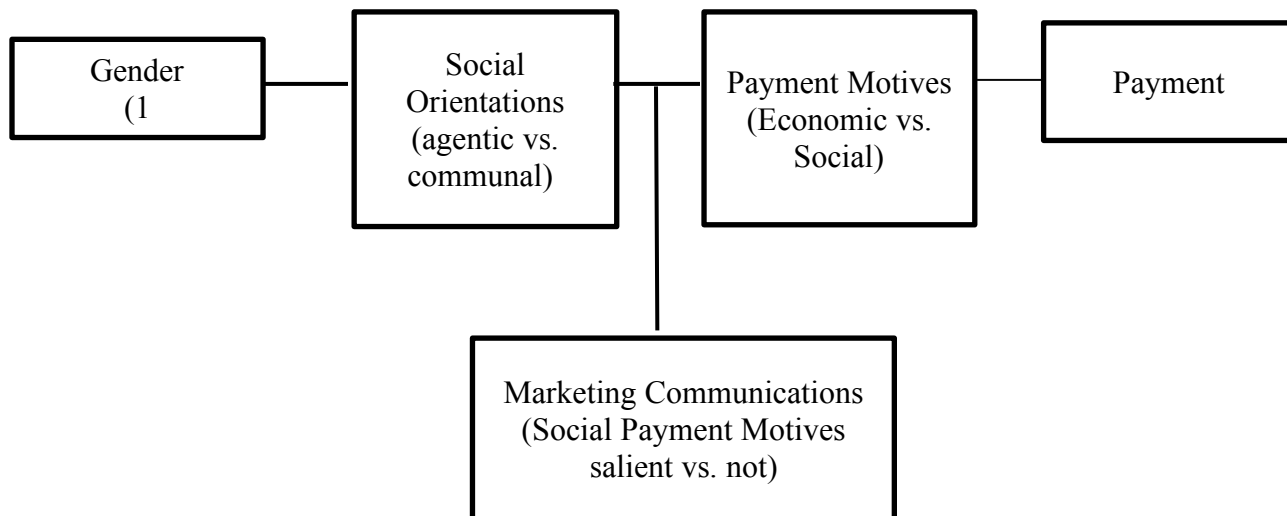 Gender
(1
Social
Orientations
(agentic vs.
communal)
Payment Motives
(Economic vs.
Social)
Payment
Marketing Communications
(Social Payment Motives
salient vs. not)